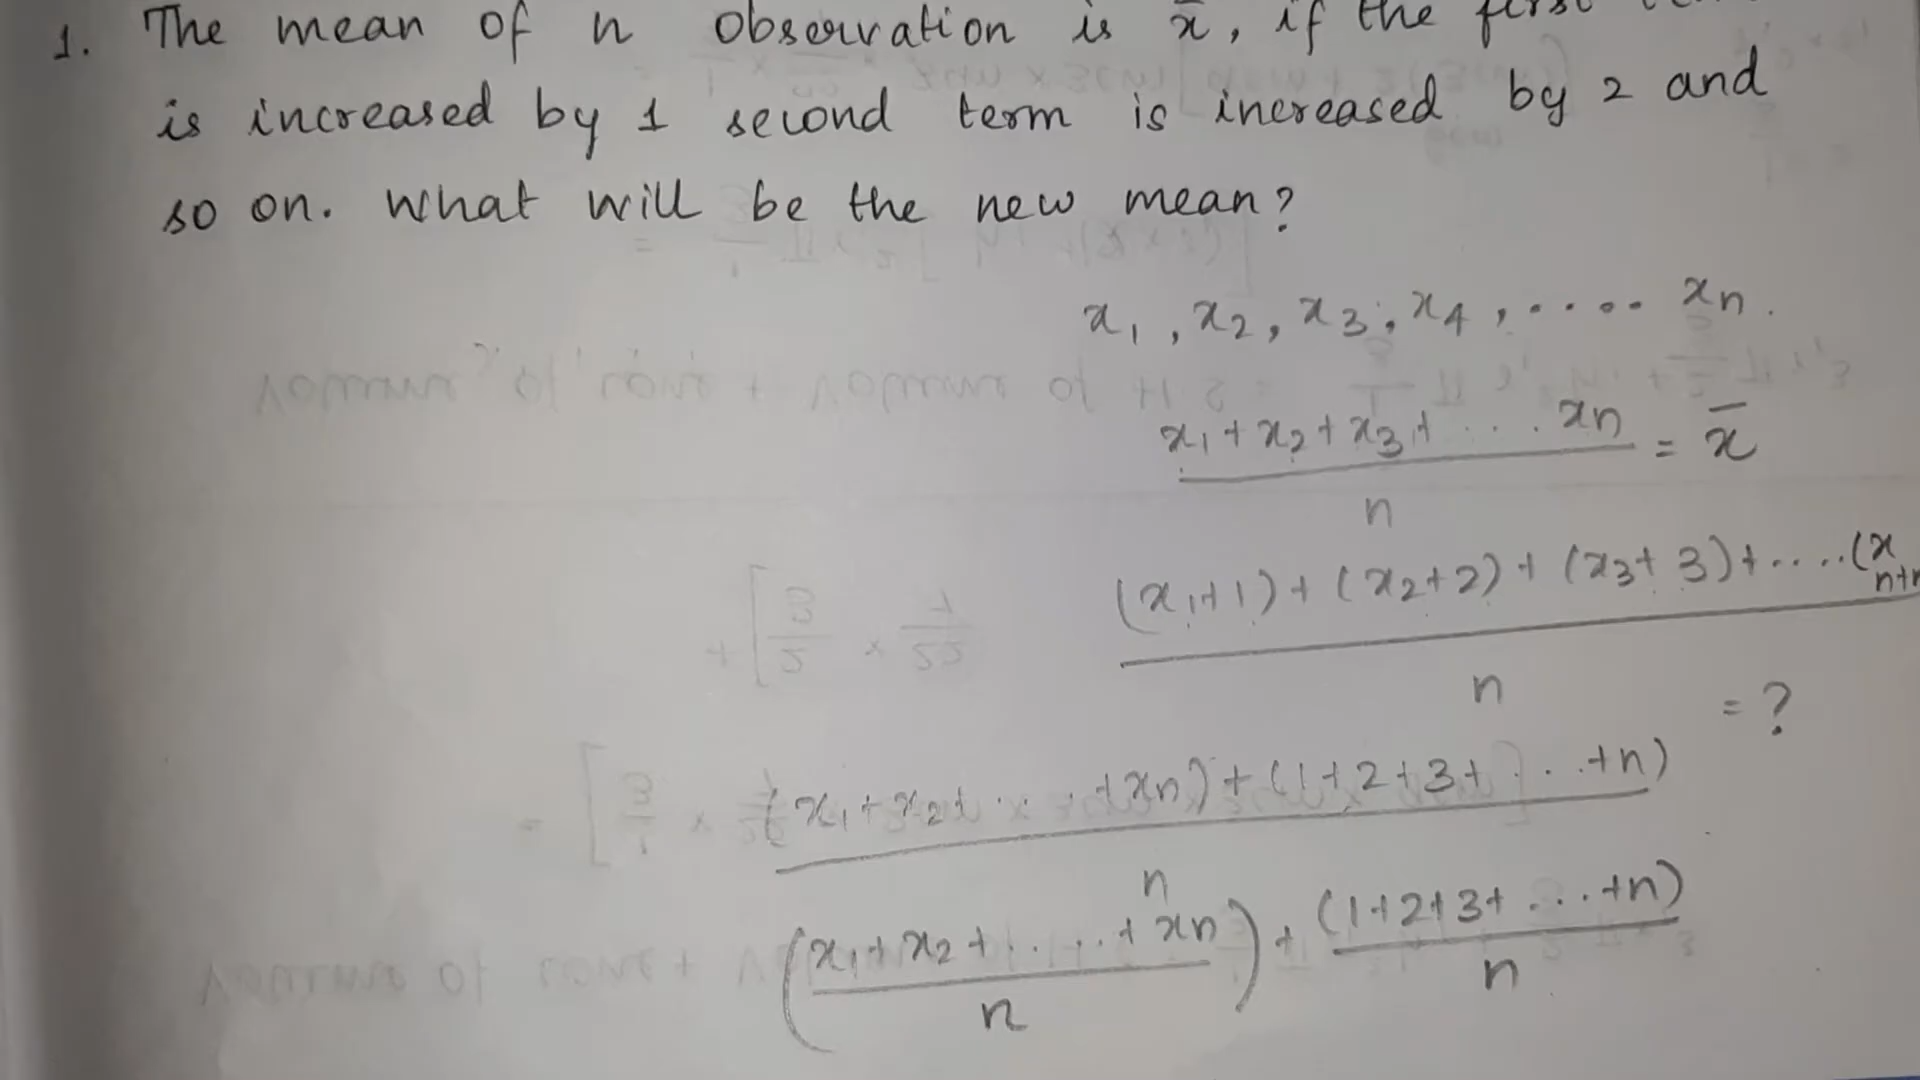 1. The mean of n observation is x̄, if the first
is increased by 1 second term is increased by 2 and
so on. What will be the new mean?
x₁, x₂, x₃, x₄, ..... xₙ.
x₁+x₂+x₃+ ... xₙ = x̄
n
(x₁+1)+(x₂+2)+(x₃+3)+....(x
n
= ?
(x₁+x₂+...+xₙ)+(1+2+3+...+n)
n
(x₁+x₂+.....+xₙ) + (1+2+3+...+n)
n n